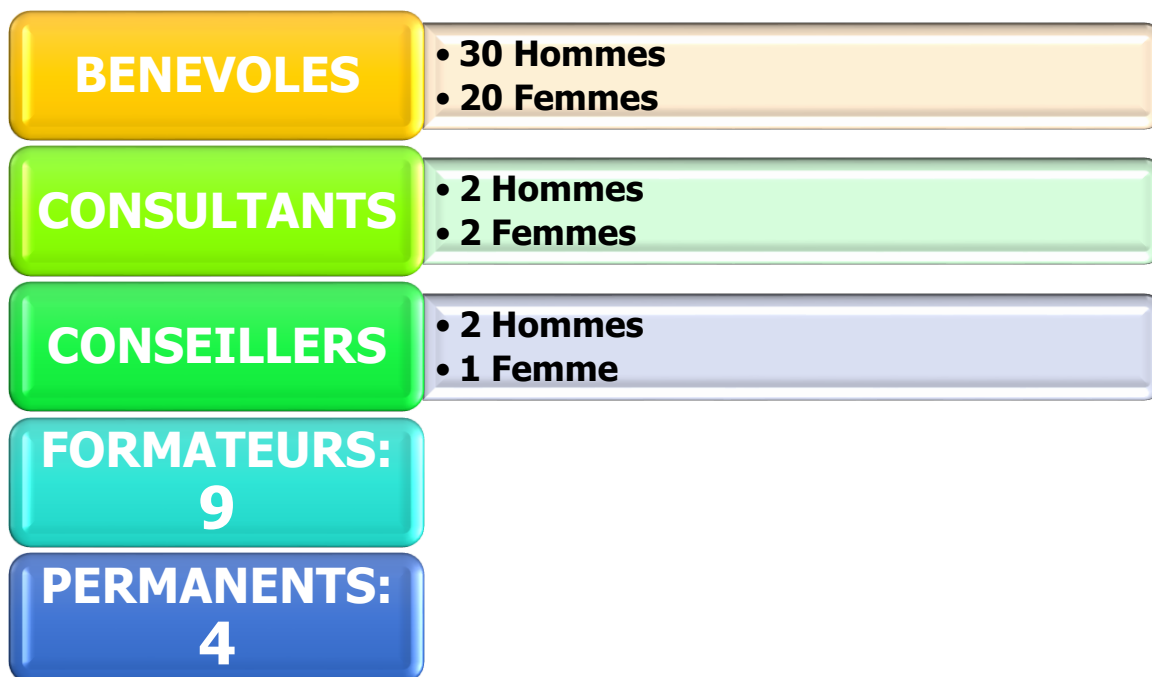 BENEVOLES
• 30 Hommes
• 20 Femmes
CONSULTANTS
• 2 Hommes
• 2 Femmes
CONSEILLERS
• 2 Hommes
• 1 Femme
FORMATEURS:
9
PERMANENTS:
4